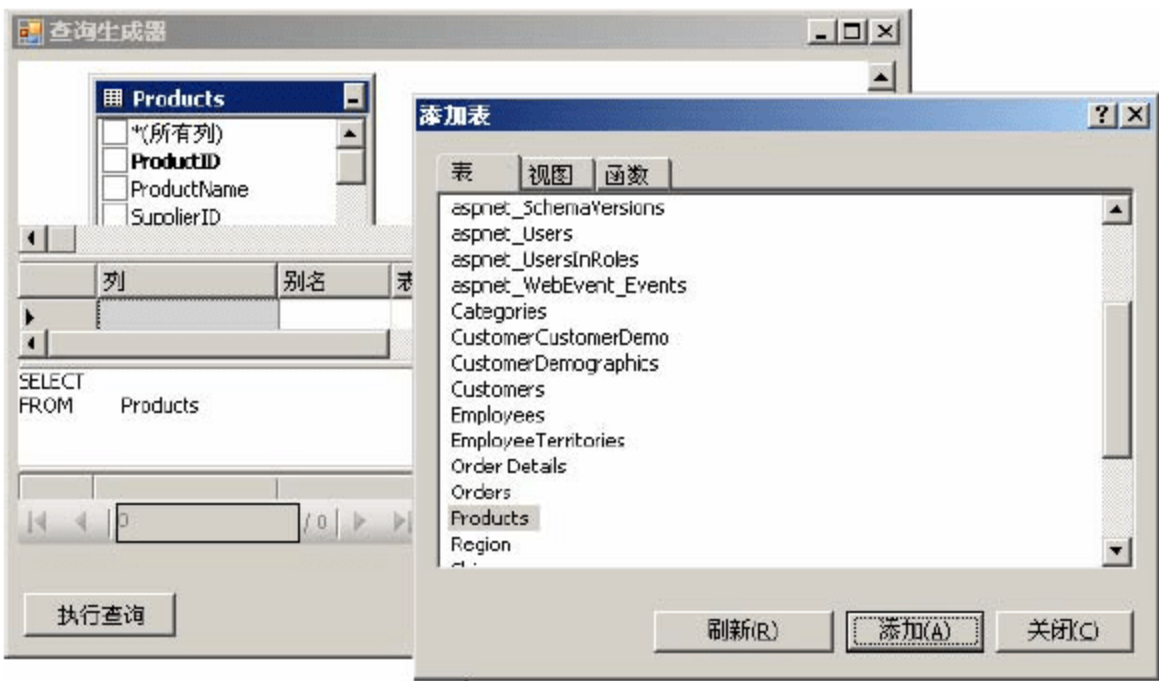 查询生成器
Products
*(所有列)
ProductID
ProductName
SupplierID
列 别名
SELECT
FROM Products
0 / 0
执行查询
添加表
表 视图 函数
aspnet_SchemaVersions
aspnet_Users
aspnet_UsersInRoles
aspnet_WebEvent_Events
Categories
CustomerCustomerDemo
CustomerDemographics
Customers
Employees
EmployeeTerritories
Order Details
Orders
Products
Region
刷新(R) 添加(A) 关闭(C)